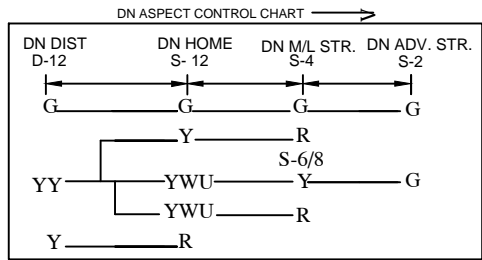 DN ASPECT CONTROL CHART
DN DIST DN HOME DN M/L STR. DN ADV. STR.
D-12 S- 12 S-4 S-2
G G G G
Y R
S-6/8
YY YWU Y G
YWU R
Y R